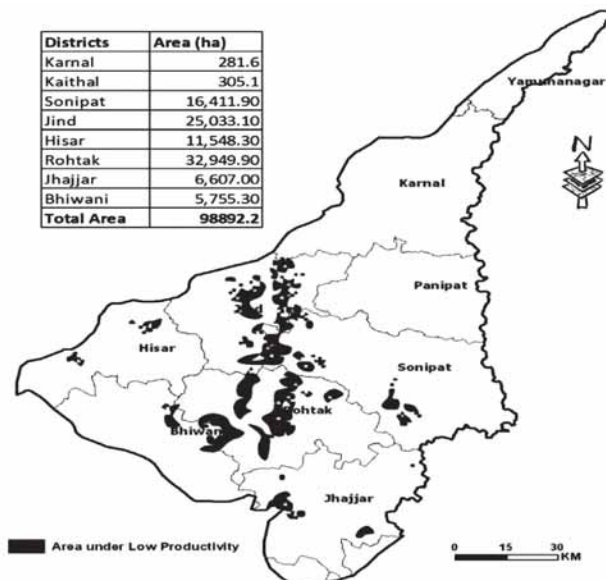 Districts Area (ha)
Karnal 281.6
Kaithal 305.1
Sonipat 16,411.90
Jind 25,033.10
Hisar 11,548.30
Rohtak 32,949.90
Jhajjar 6,607.00
Bhiwani 5,755.30
Total Area 98892.2
Yamunanagar
N
Karnal
Panipat
Hisar
Sonipat
Rohtak
Bhiwani
Jhajjar
Area under Low Productivity
0 15 30
KM